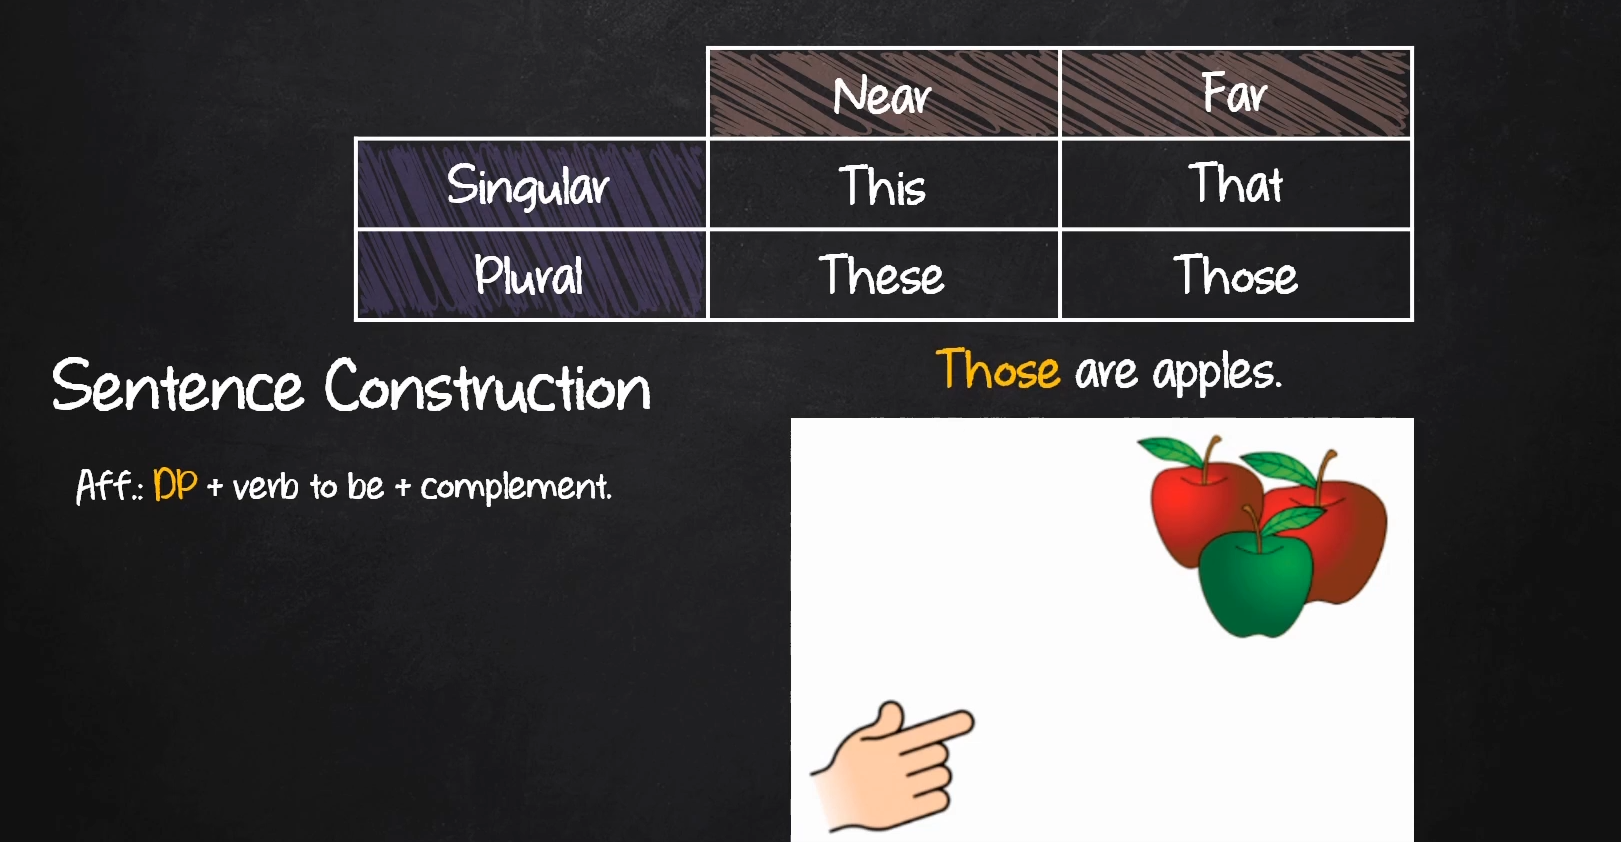 Near Far
Singular This That
Plural These Those
Sentence Construction
Those are apples.
Aff.: DP + verb to be + complement.